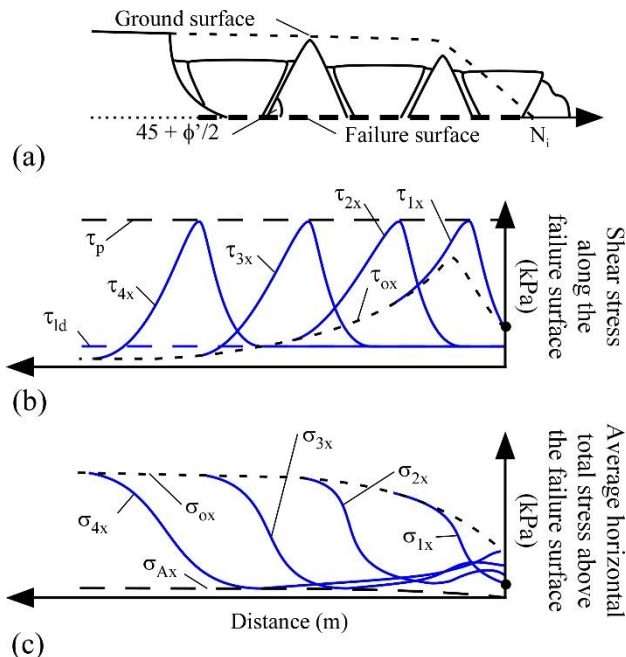 Ground surface
45 + ϕ'/2
Failure surface
N_i
(a)
τ_p
τ_4x
τ_3x
τ_2x
τ_1x
τ_ox
τ_ld
Shear stress
along the
failure surface
(kPa)
(b)
σ_3x
σ_2x
σ_ox
σ_4x
σ_1x
σ_Ax
Average horizontal
total stress above
the failure surface
(kPa)
Distance (m)
(c)